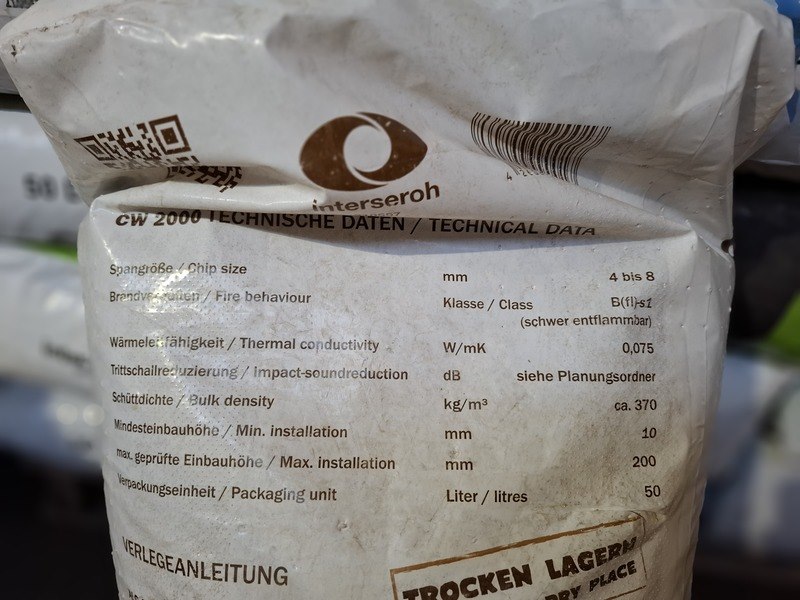 interseroh
CW 2000 TECHNISCHE DATEN / TECHNICAL DATA
Spangröße / Chip size mm 4 bis 8
Brandverhalten / Fire behaviour Klasse / Class B(fl)-s1
(schwer entflammbar)
Wärmeleitfähigkeit / Thermal conductivity W/mK 0,075
Trittschallreduzierung / Impact-soundreduction dB siehe Planungsordner
Schüttdichte / Bulk density kg/m³ ca. 370
Mindesteinbauhöhe / Min. installation mm 10
max. geprüfte Einbauhöhe / Max. installation mm 200
Verpackungseinheit / Packaging unit Liter / litres 50
VERLEGEANLEITUNG
TROCKEN LAGERN
DRY PLACE
50